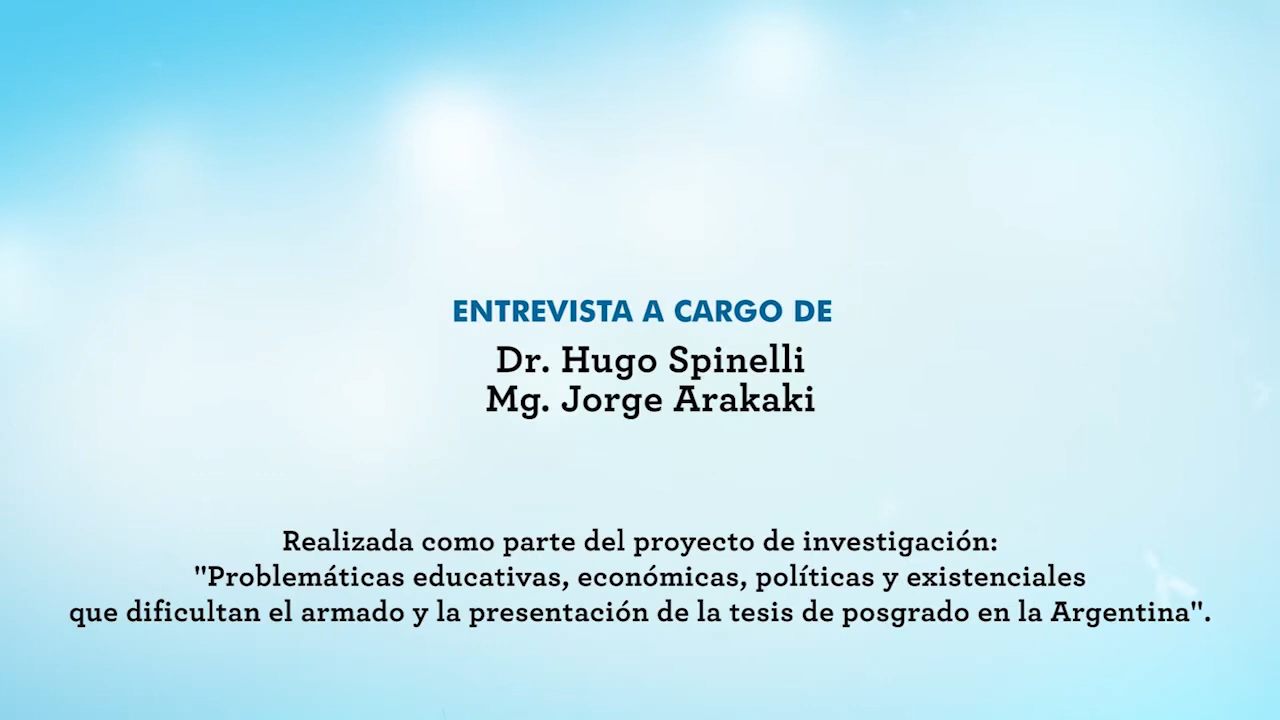 ENTREVISTA A CARGO DE
Dr. Hugo Spinelli
Mg. Jorge Arakaki
Realizada como parte del proyecto de investigación:
"Problemáticas educativas, económicas, políticas y existenciales
que dificultan el armado y la presentación de la tesis de posgrado en la Argentina".